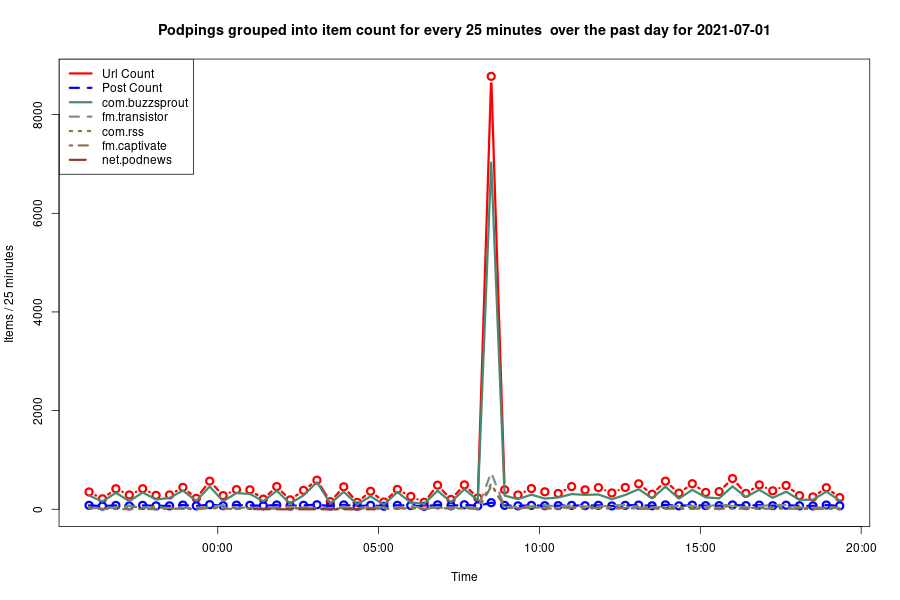 Podpings grouped into item count for every 25 minutes  over the past day for 2021-07-01
Url Count
Post Count
com.buzzsprout
fm.transistor
com.rss
fm.captivate
net.podnews
Items / 25 minutes
8000
6000
4000
2000
0
00:00 05:00 10:00 15:00 20:00
Time